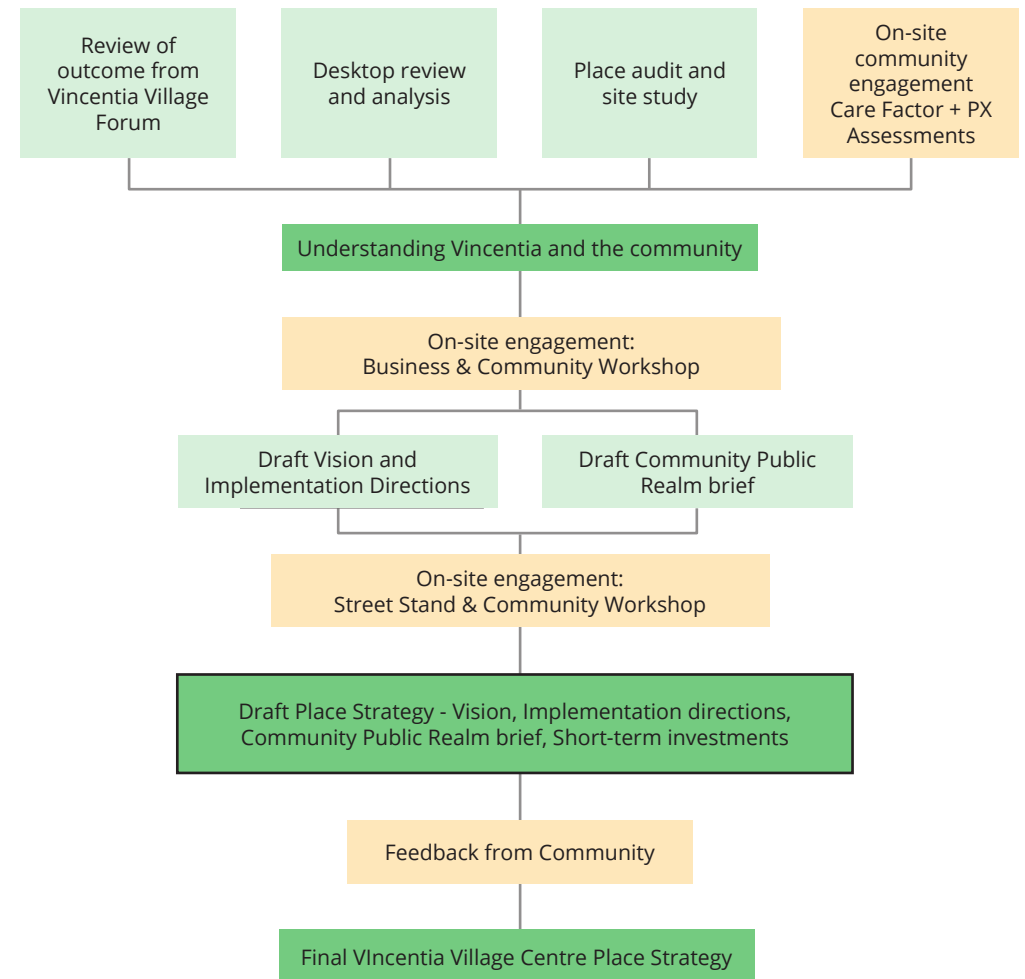 Review of
outcome from
Vincentia Village
Forum
Desktop review
and analysis
Place audit and
site study
On-site
community
engagement
Care Factor + PX
Assessments
Understanding Vincentia and the community
On-site engagement:
Business & Community Workshop
Draft Vision and
Implementation Directions
Draft Community Public
Realm brief
On-site engagement:
Street Stand & Community Workshop
Draft Place Strategy - Vision, Implementation directions,
Community Public Realm brief, Short-term investments
Feedback from Community
Final VIncentia Village Centre Place Strategy